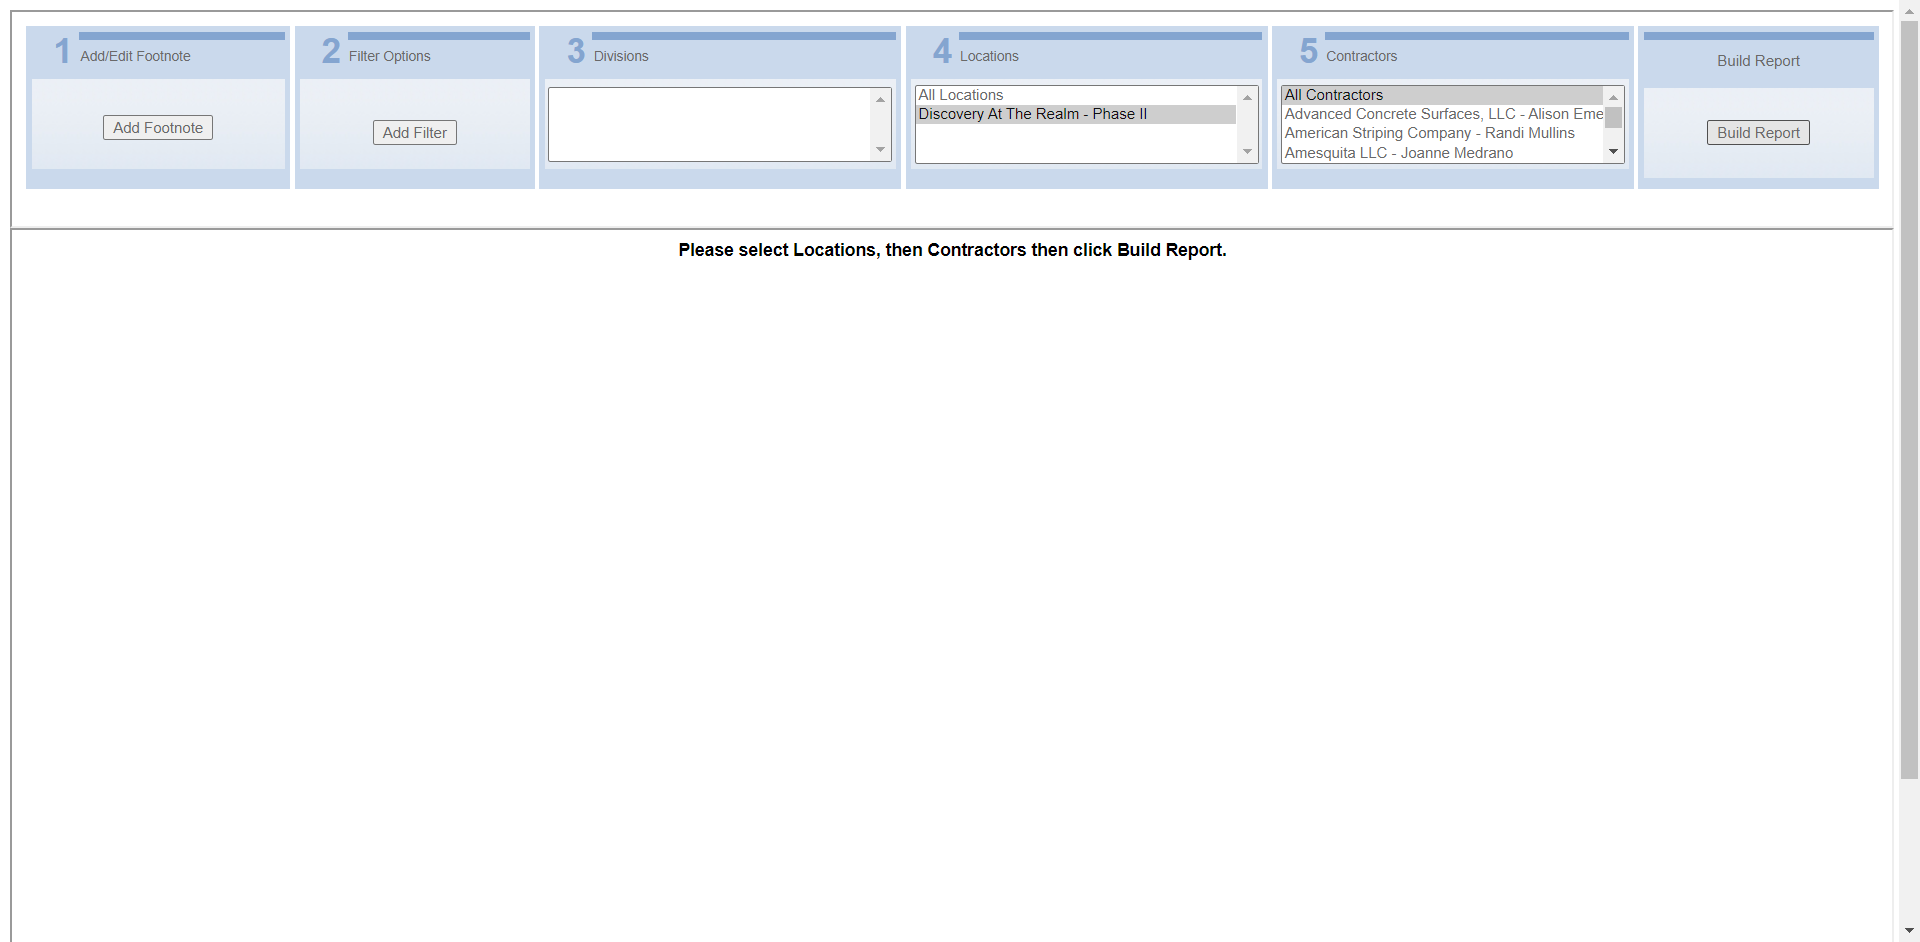 1 Add/Edit Footnote
Add Footnote
2 Filter Options
Add Filter
3 Divisions
4 Locations
All Locations
Discovery At The Realm - Phase II
5 Contractors
All Contractors
Advanced Concrete Surfaces, LLC - Alison Eme
American Striping Company - Randi Mullins
Amesquita LLC - Joanne Medrano
Build Report
Build Report
Please select Locations, then Contractors then click Build Report.